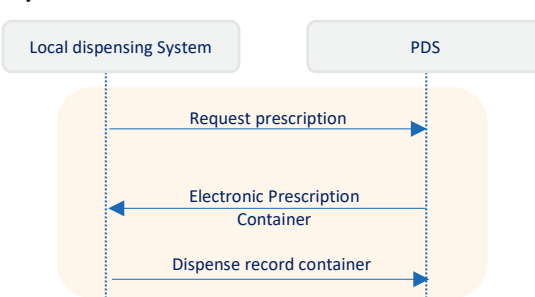 Local dispensing System
PDS
Request prescription
Electronic Prescription
Container
Dispense record container